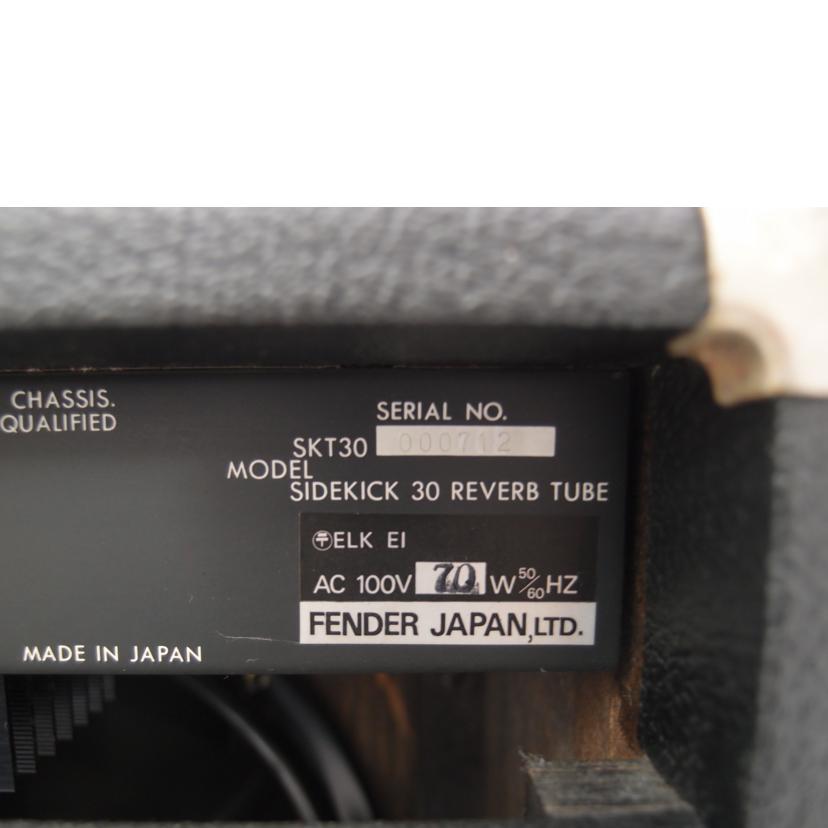 CHASSIS.
QUALIFIED
SERIAL NO.
SKT30 000712
MODEL
SIDEKICK 30 REVERB TUBE
〶ELK EI
AC 100V 70 W 50/60 HZ
FENDER JAPAN,LTD.
MADE IN JAPAN